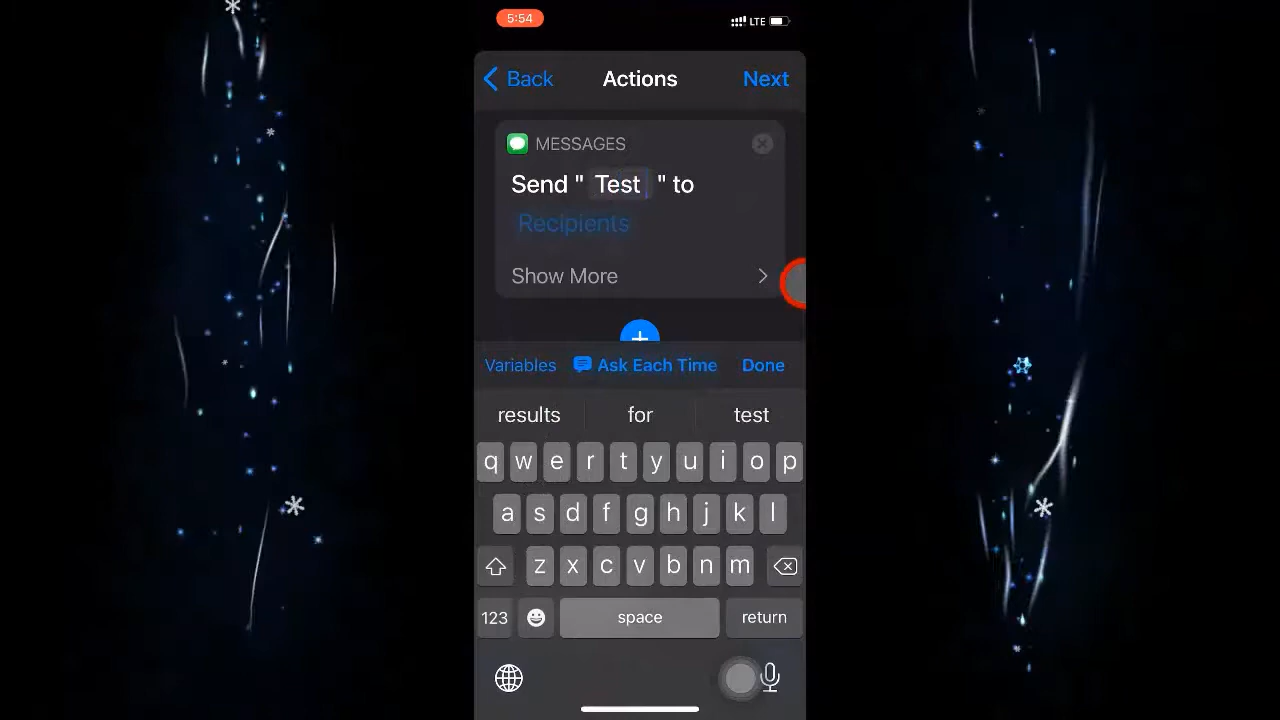 5:54
LTE
Back
Actions
Next
MESSAGES
Send " Test " to
Recipients
Show More
Variables
Ask Each Time
Done
results
for
test
q w e r t y u i o p
a s d f g h j k l
z x c v b n m
123
space
return